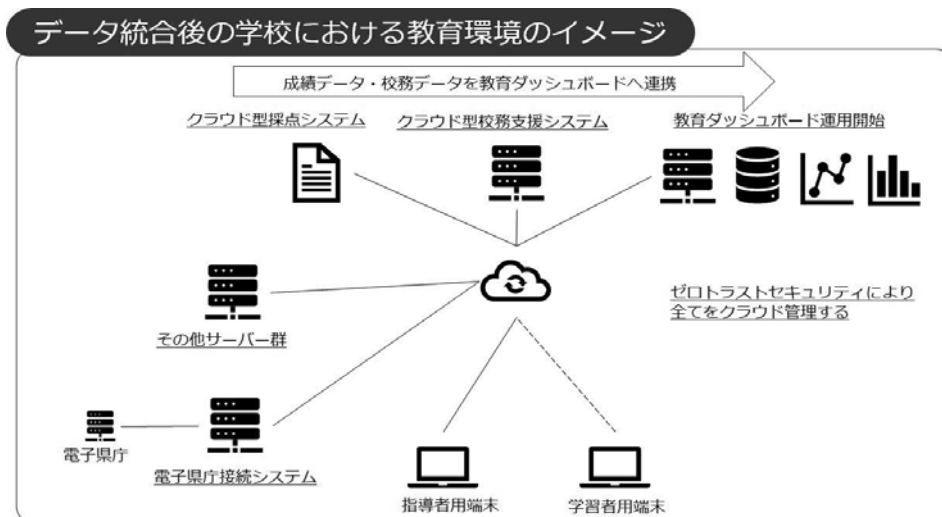 データ統合後の学校における教育環境のイメージ
成績データ・校務データを教育ダッシュボードへ連携
クラウド型採点システム
クラウド型校務支援システム
教育ダッシュボード運用開始
ゼロトラストセキュリティにより
全てをクラウド管理する
その他サーバー群
電子県庁
電子県庁接続システム
指導者用端末
学習者用端末